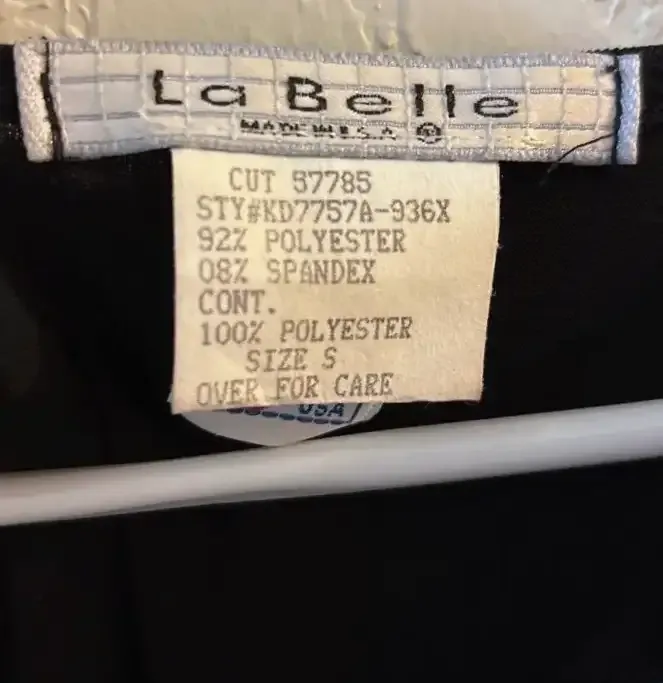 La Belle
MADE IN U.S.A.
CUT 57785
STY#KD7757A-936X
92% POLYESTER
08% SPANDEX
CONT.
100% POLYESTER
SIZE S
OVER FOR CARE
USA